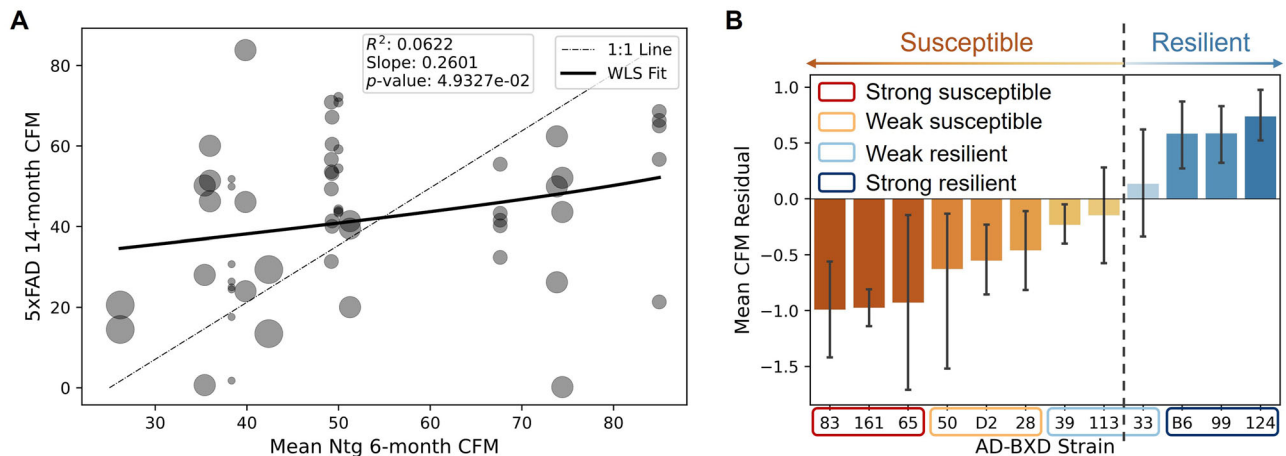 A
R²: 0.0622
Slope: 0.2601
p-value: 4.9327e-02
1:1 Line
WLS Fit
5xFAD 14-month CFM
80
60
40
20
0
30 40 50 60 70 80
Mean Ntg 6-month CFM
B
Susceptible Resilient
Strong susceptible
Weak susceptible
Weak resilient
Strong resilient
Mean CFM Residual
1.0
0.5
0.0
−0.5
−1.0
−1.5
83 161 65 50 D2 28 39 113 33 B6 99 124
AD-BXD Strain